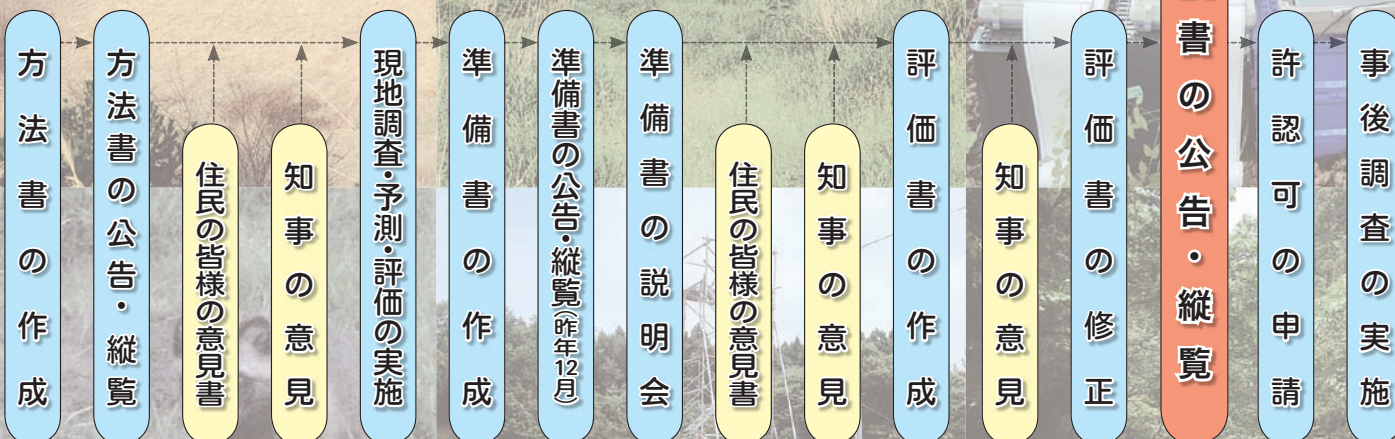 方法書の作成
方法書の公告・縦覧
住民の皆様の意見書
知事の意見
現地調査・予測・評価の実施
準備書の作成
準備書の公告・縦覧(昨年12月)
準備書の説明会
住民の皆様の意見書
知事の意見
評価書の作成
知事の意見
評価書の修正
書の公告・縦覧
許認可の申請
事後調査の実施